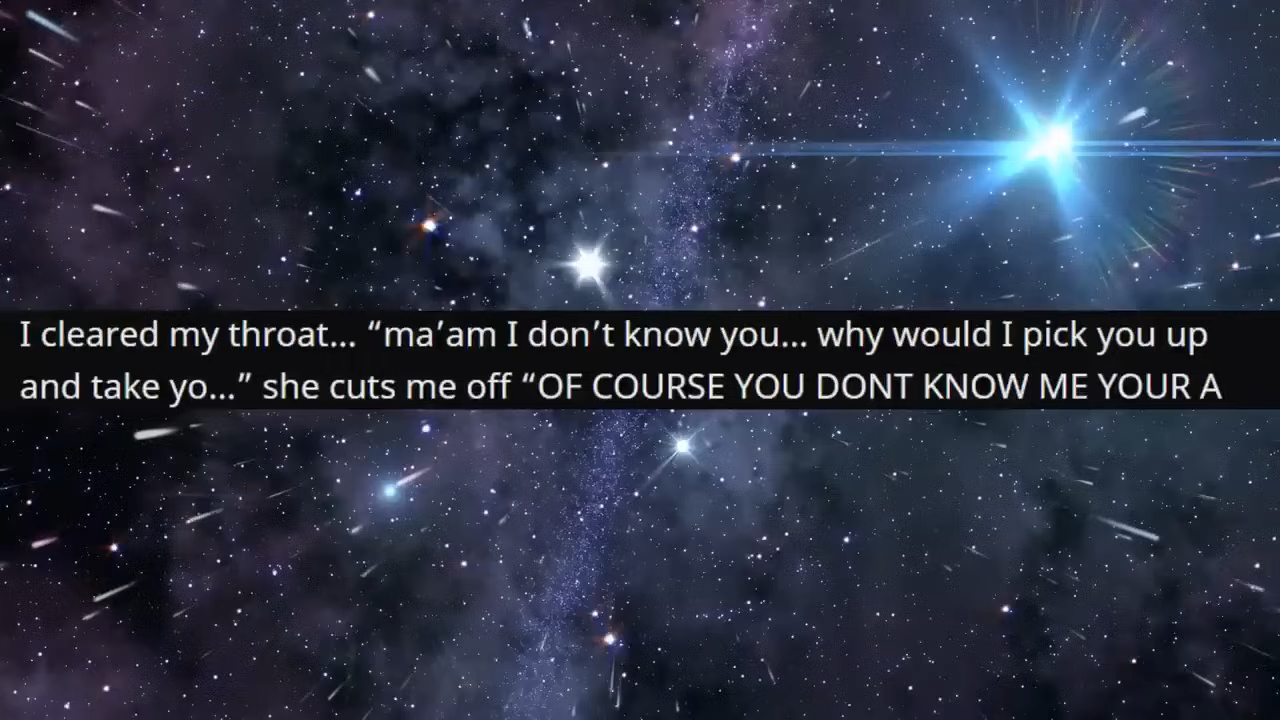 I cleared my throat... “ma’am I don’t know you... why would I pick you up
and take yo...” she cuts me off “OF COURSE YOU DONT KNOW ME YOUR A